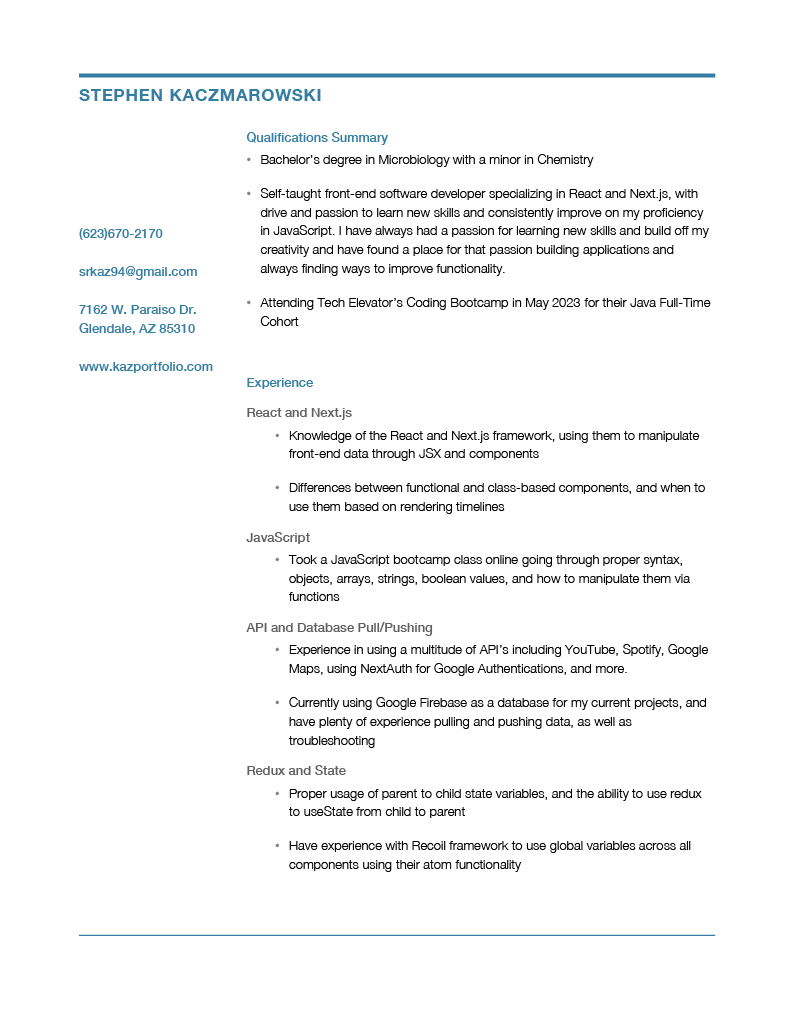 STEPHEN KACZMAROWSKI
(623)670-2170
srkaz94@gmail.com
7162 W. Paraiso Dr.
Glendale, AZ 85310
www.kazportfolio.com
Qualifications Summary
• Bachelor's degree in Microbiology with a minor in Chemistry
• Self-taught front-end software developer specializing in React and Next.js, with
drive and passion to learn new skills and consistently improve on my proficiency
in JavaScript. I have always had a passion for learning new skills and build off my
creativity and have found a place for that passion building applications and
always finding ways to improve functionality.
• Attending Tech Elevator's Coding Bootcamp in May 2023 for their Java Full-Time
Cohort
Experience
React and Next.js
• Knowledge of the React and Next.js framework, using them to manipulate
front-end data through JSX and components
• Differences between functional and class-based components, and when to
use them based on rendering timelines
JavaScript
• Took a JavaScript bootcamp class online going through proper syntax,
objects, arrays, strings, boolean values, and how to manipulate them via
functions
API and Database Pull/Pushing
• Experience in using a multitude of API's including YouTube, Spotify, Google
Maps, using NextAuth for Google Authentications, and more.
• Currently using Google Firebase as a database for my current projects, and
have plenty of experience pulling and pushing data, as well as
troubleshooting
Redux and State
• Proper usage of parent to child state variables, and the ability to use redux
to useState from child to parent
• Have experience with Recoil framework to use global variables across all
components using their atom functionality